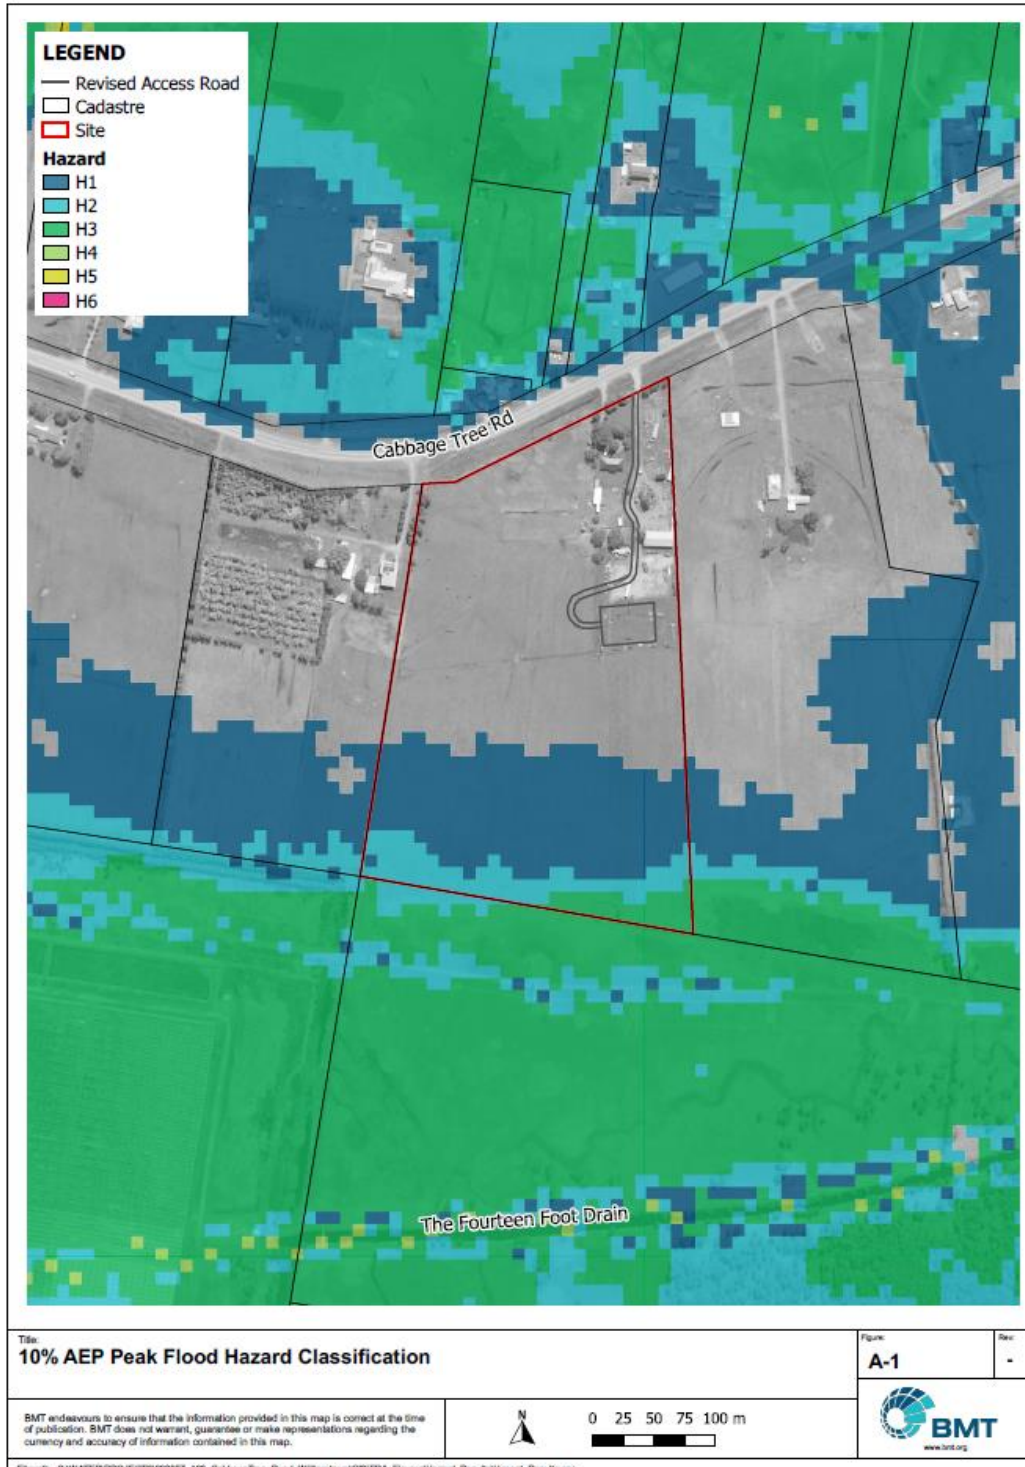 LEGEND
Revised Access Road
Cadastre
Site
Hazard
H1
H2
H3
H4
H5
H6
Cabbage Tree Rd
The Fourteen Foot Drain
Title:
10% AEP Peak Flood Hazard Classification
Figure:
A-1
Rev:
-
BMT endeavours to ensure that the information provided in this map is correct at the time
of publication. BMT does not warrant, guarantee or make representations regarding the
currency and accuracy of information contained in this map.
N
0 25 50 75 100 m
BMT
www.bmt.org